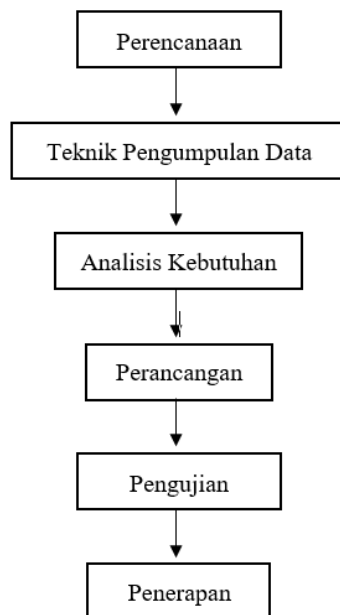 Perencanaan
Teknik Pengumpulan Data
Analisis Kebutuhan
Perancangan
Pengujian
Penerapan